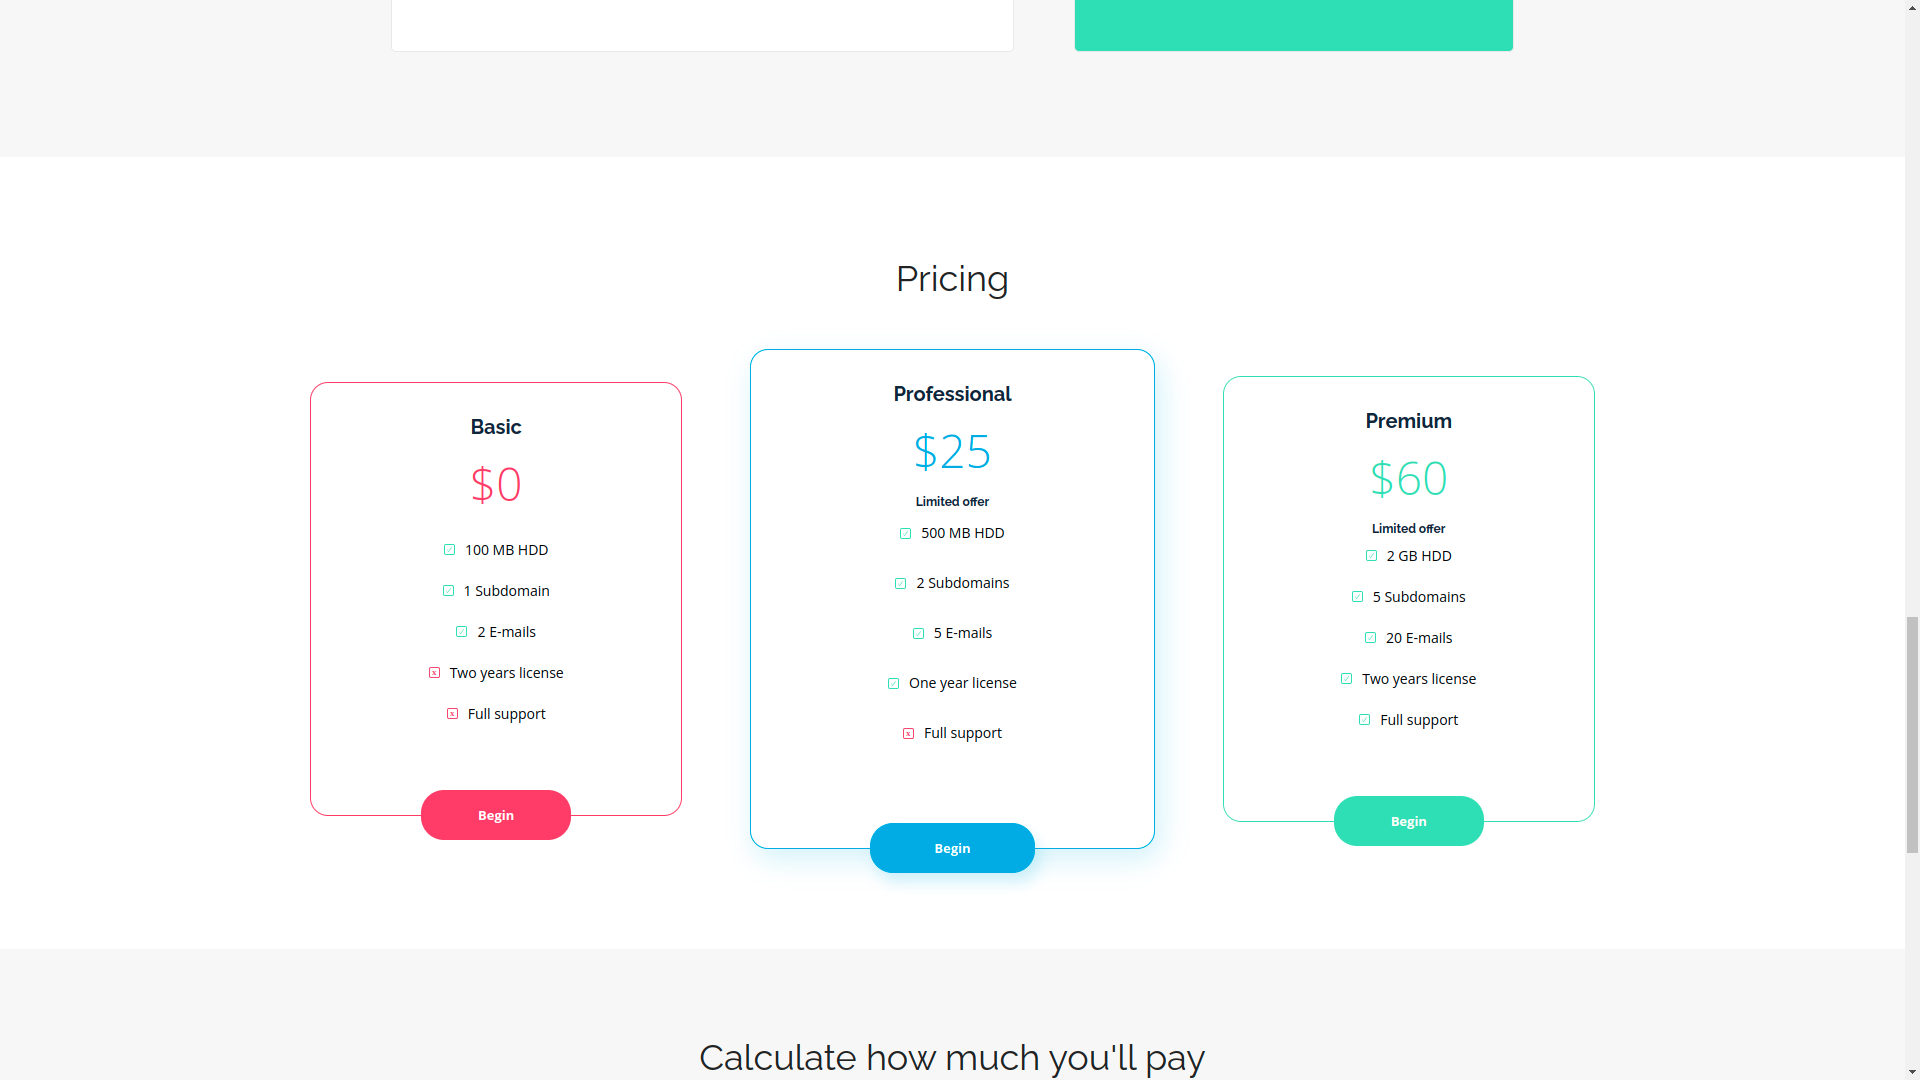 Pricing
Basic
$0
100 MB HDD
1 Subdomain
2 E-mails
Two years license
Full support
Begin
Professional
$25
Limited offer
500 MB HDD
2 Subdomains
5 E-mails
One year license
Full support
Begin
Premium
$60
Limited offer
2 GB HDD
5 Subdomains
20 E-mails
Two years license
Full support
Begin
Calculate how much you'll pay